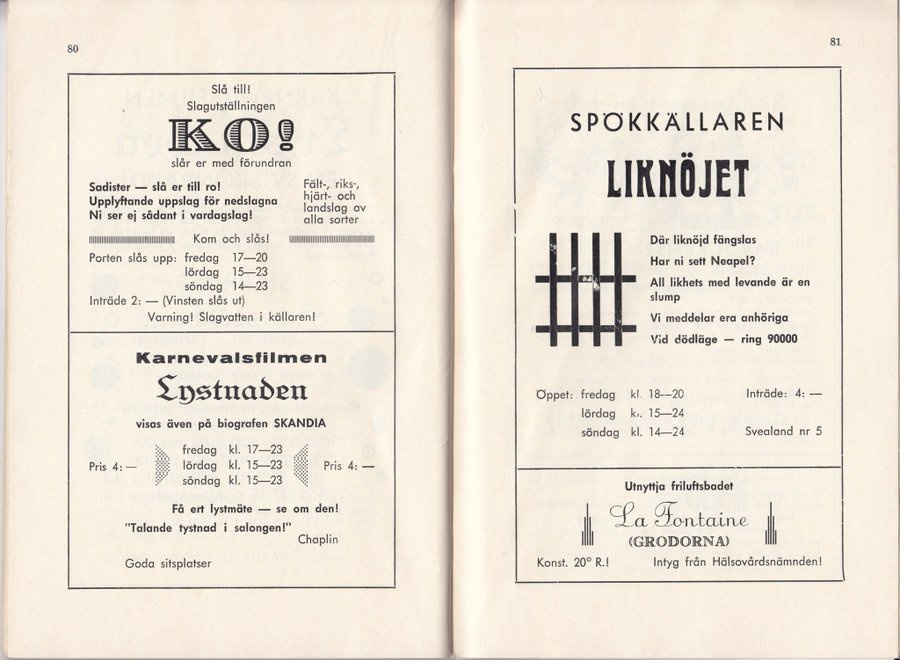 80
Slå till!
Slagutställningen
KO!
slår er med förundran
Sadister — slå er till ro!
Upplyftande uppslag för nedslagna
Ni ser ej sådant i vardagslag!
Fält-, riks-,
hjärt- och
landslag av
alla sorter
Kom och slås!
Porten slås upp: fredag 17—20
lördag 15—23
söndag 14—23
Inträde 2: — (Vinsten slås ut)
Varning! Slagvatten i källaren!
Karnevalsfilmen
Lystnaden
visas även på biografen SKANDIA
fredag kl. 17—23
Pris 4: — lördag kl. 15—23 Pris 4: —
söndag kl. 15—23
Få ert lystmäte — se om den!
"Talande tystnad i salongen!"
Chaplin
Goda sitsplatser
81
SPÖKKÄLLAREN
LIKNÖJET
Där liknöjd fängslas
Har ni sett Neapel?
All likhets med levande är en
slump
Vi meddelar era anhöriga
Vid dödläge — ring 90000
Öppet: fredag kl. 18—20 Inträde: 4: —
lördag kl. 15—24
söndag kl. 14—24 Svealand nr 5
Utnyttja friluftsbadet
La Fontaine
(GRODORNA)
Konst. 20° R.! Intyg från Hälsovårdsnämnden!